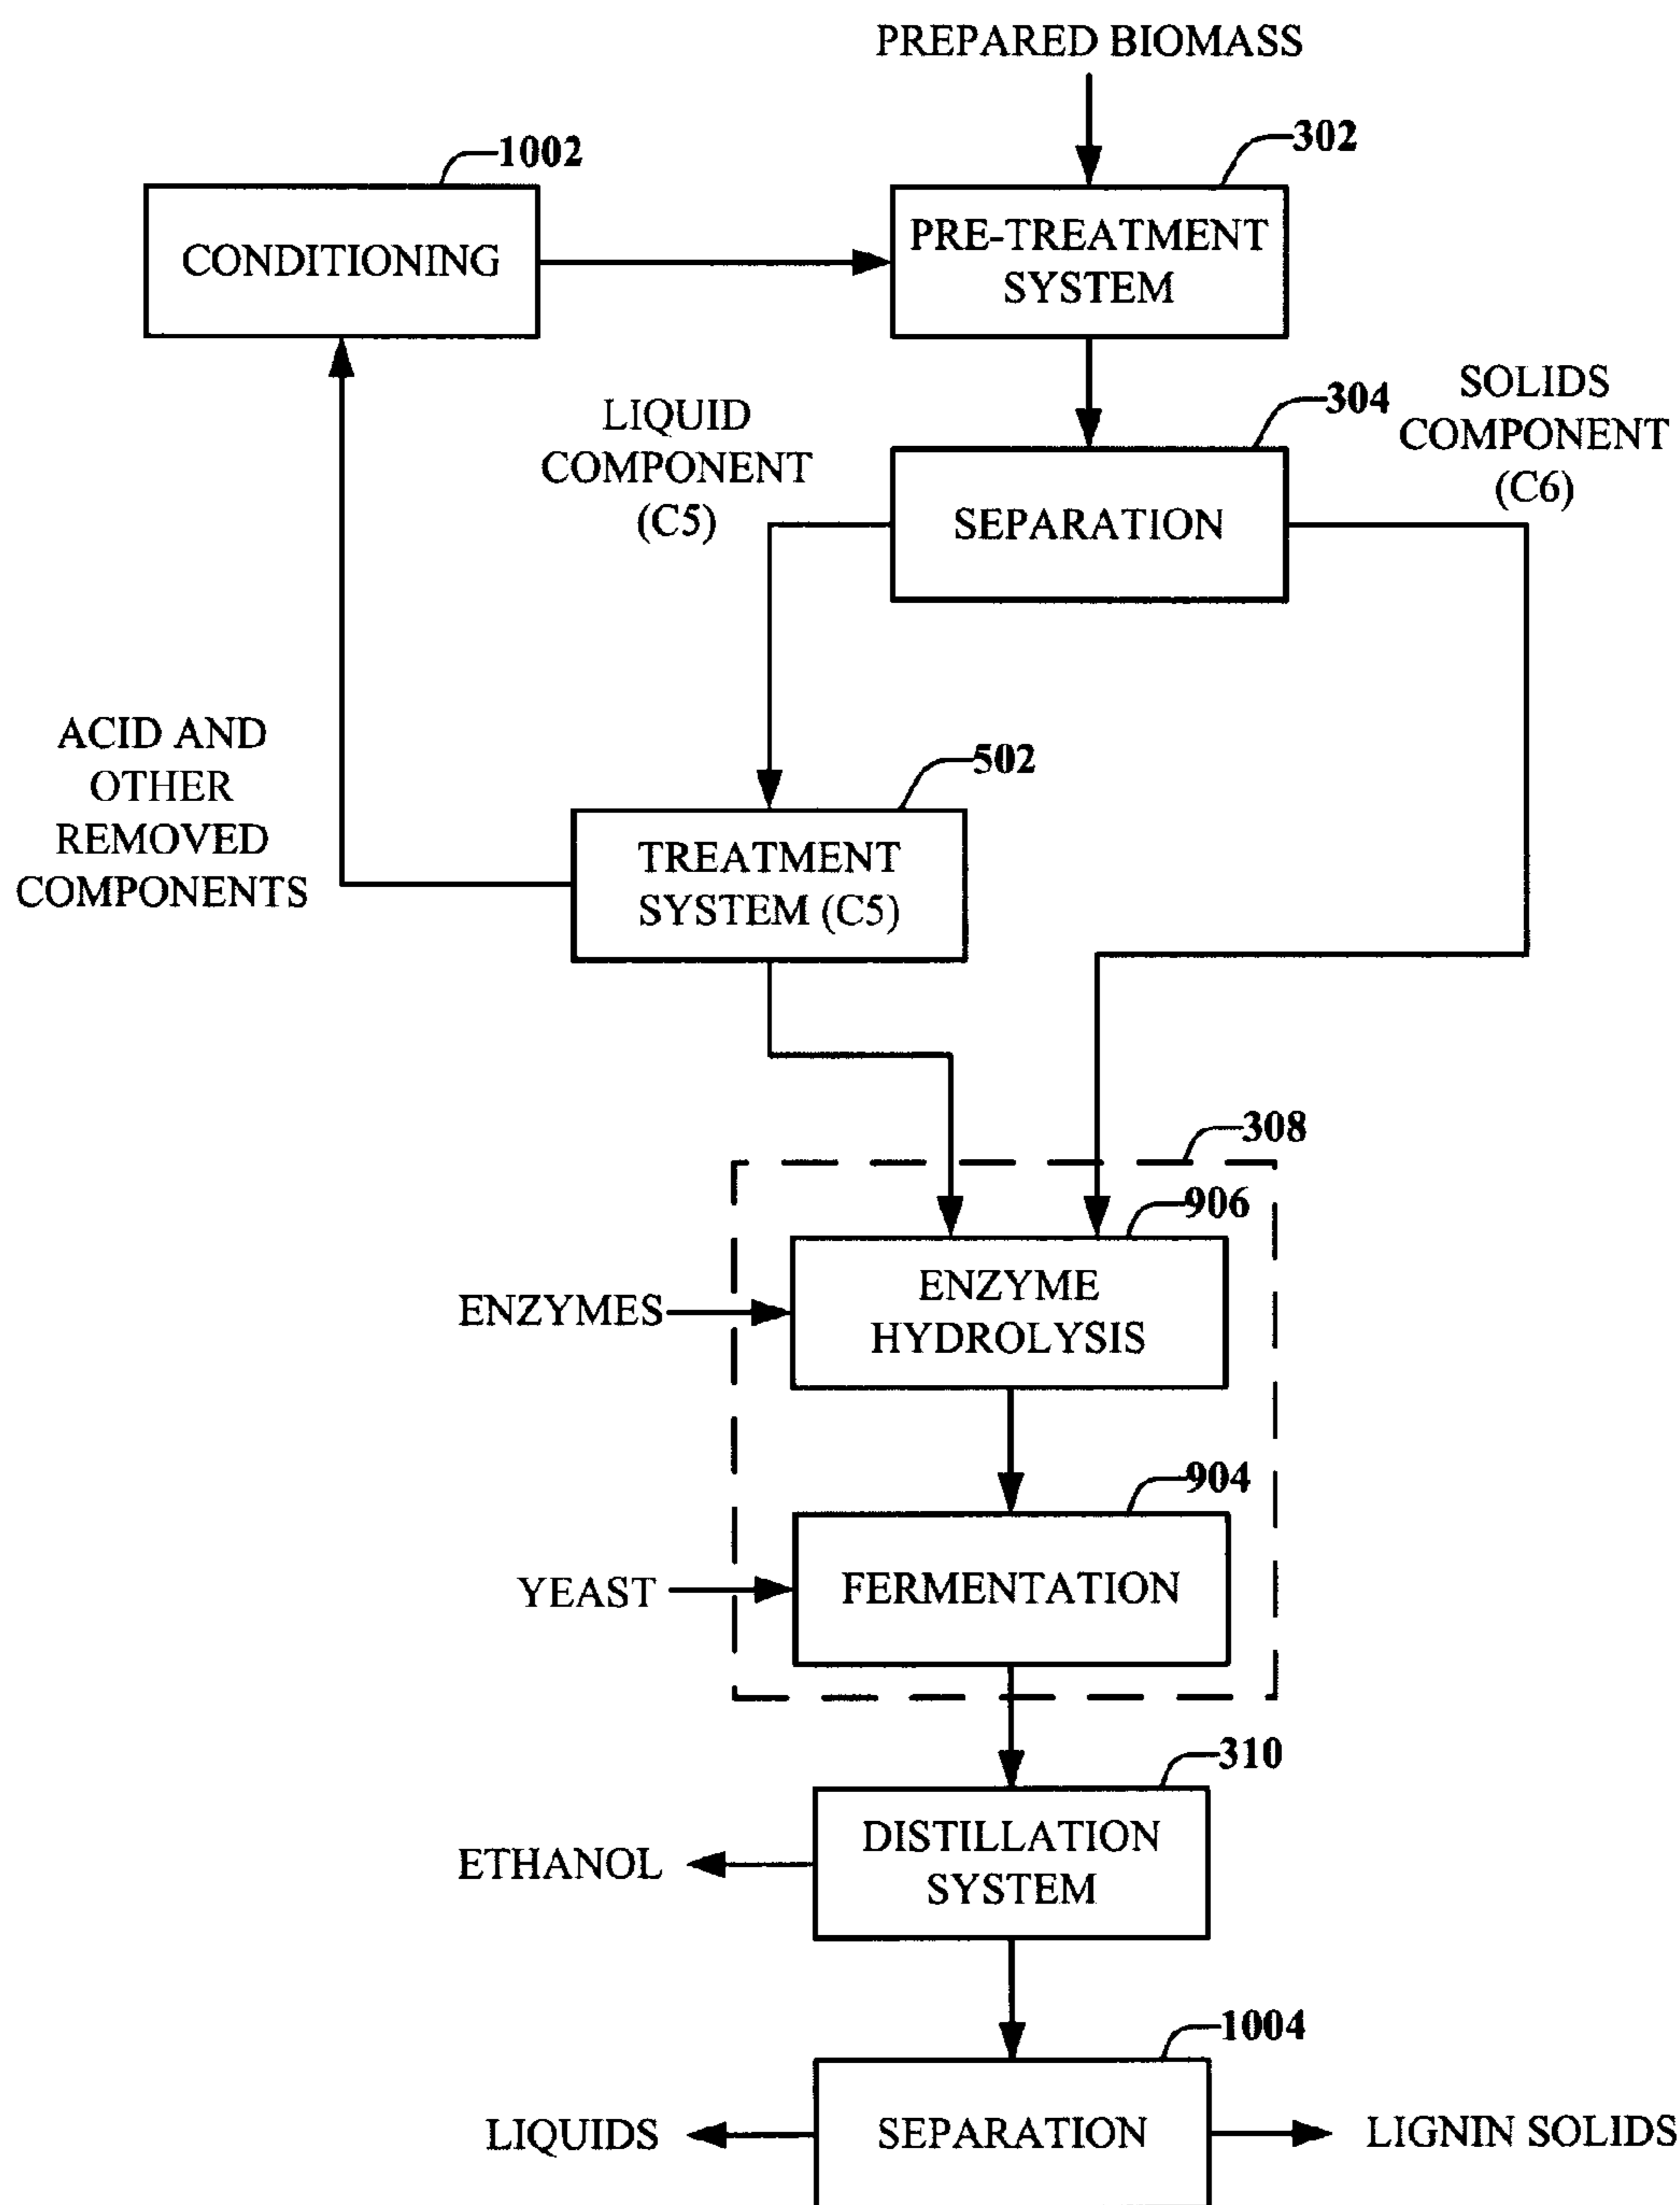 PREPARED BIOMASS
1002
302
CONDITIONING
PRE-TREATMENT
SYSTEM
LIQUID
COMPONENT
(C5)
304
SOLIDS
COMPONENT
(C6)
SEPARATION
ACID AND
OTHER
REMOVED
COMPONENTS
502
TREATMENT
SYSTEM (C5)
308
906
ENZYMES
ENZYME
HYDROLYSIS
904
YEAST
FERMENTATION
310
ETHANOL
DISTILLATION
SYSTEM
1004
LIQUIDS
SEPARATION
LIGNIN SOLIDS